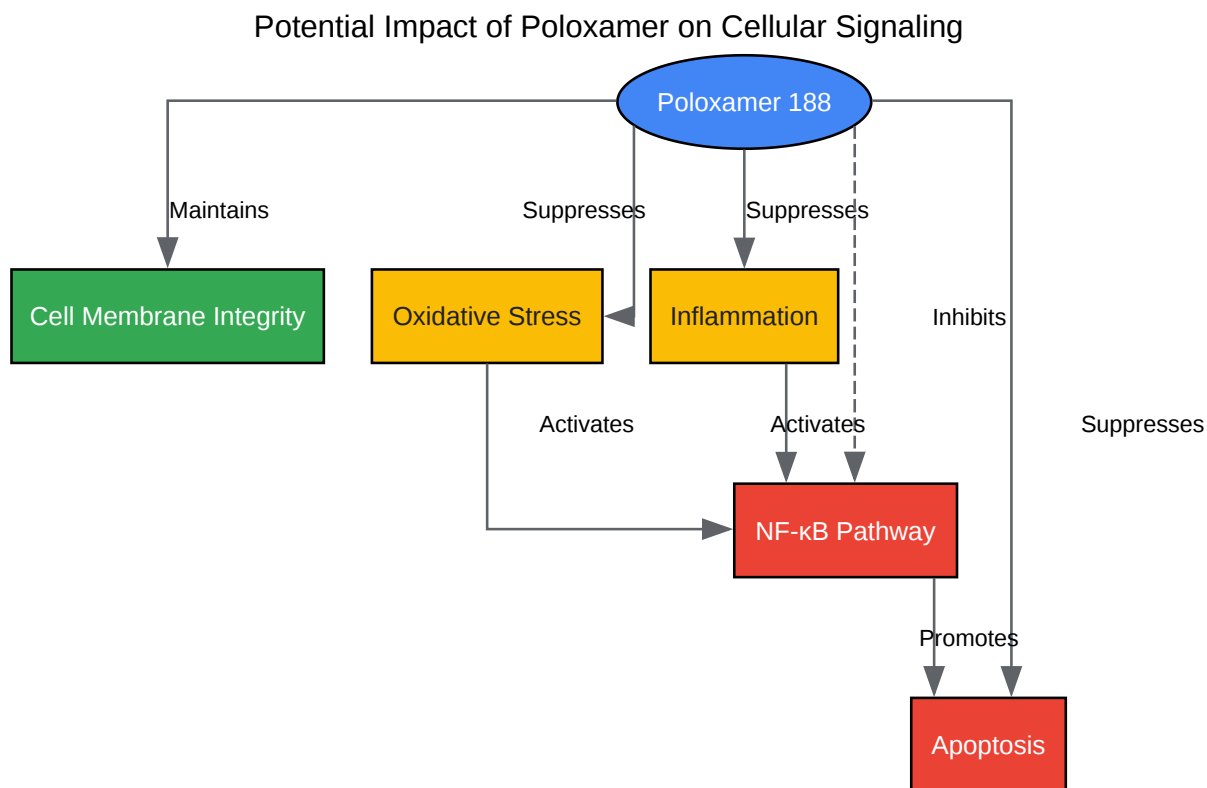 Potential Impact of Poloxamer on Cellular Signaling
Poloxamer 188
Maintains
Suppresses
Suppresses
Cell Membrane Integrity
Oxidative Stress
Inflammation
Inhibits
Activates
Activates
Suppresses
NF-κB Pathway
Promotes
Apoptosis